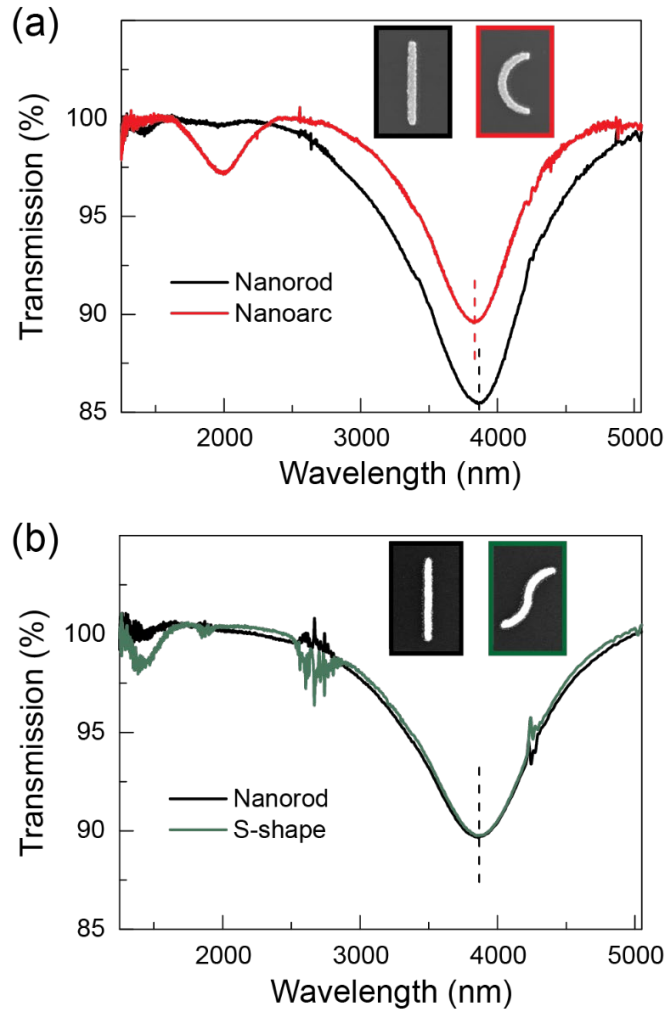 (a)
100
95
90
85
Transmission (%)
Nanorod
Nanoarc
2000 3000 4000 5000
Wavelength (nm)
(b)
100
95
90
85
Transmission (%)
Nanorod
S-shape
2000 3000 4000 5000
Wavelength (nm)